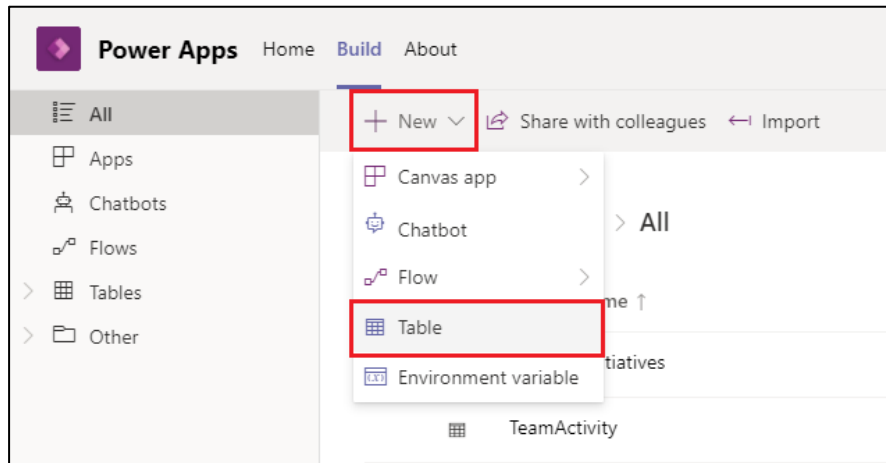 Power Apps Home Build About
All
Apps
Chatbots
Flows
Tables
Other
New Share with colleagues Import
Canvas app
Chatbot
Flow
Table
Environment variable
All
me ↑
tiatives
TeamActivity